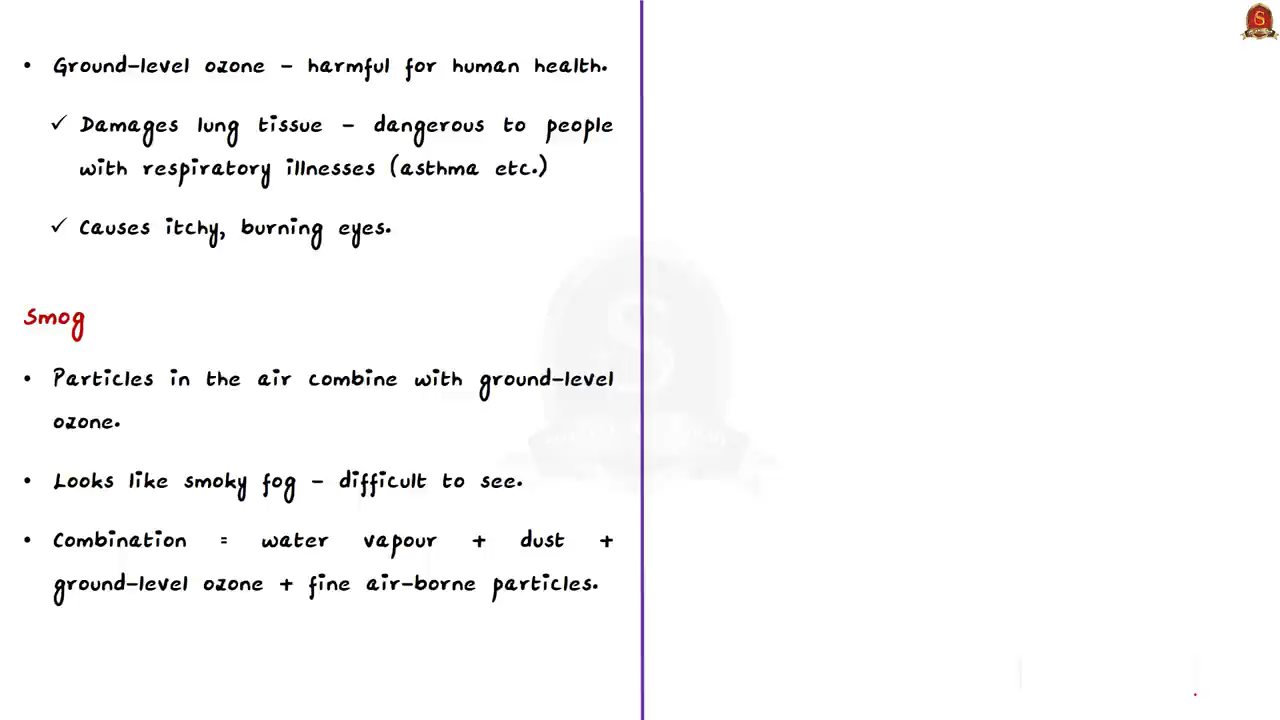 • Ground-level ozone - harmful for human health.
✓ Damages lung tissue - dangerous to people
with respiratory illnesses (asthma etc.)
✓ Causes itchy, burning eyes.
Smog
• Particles in the air combine with ground-level
ozone.
• Looks like smoky fog - difficult to see.
• Combination = water vapour + dust +
ground-level ozone + fine air-borne particles.